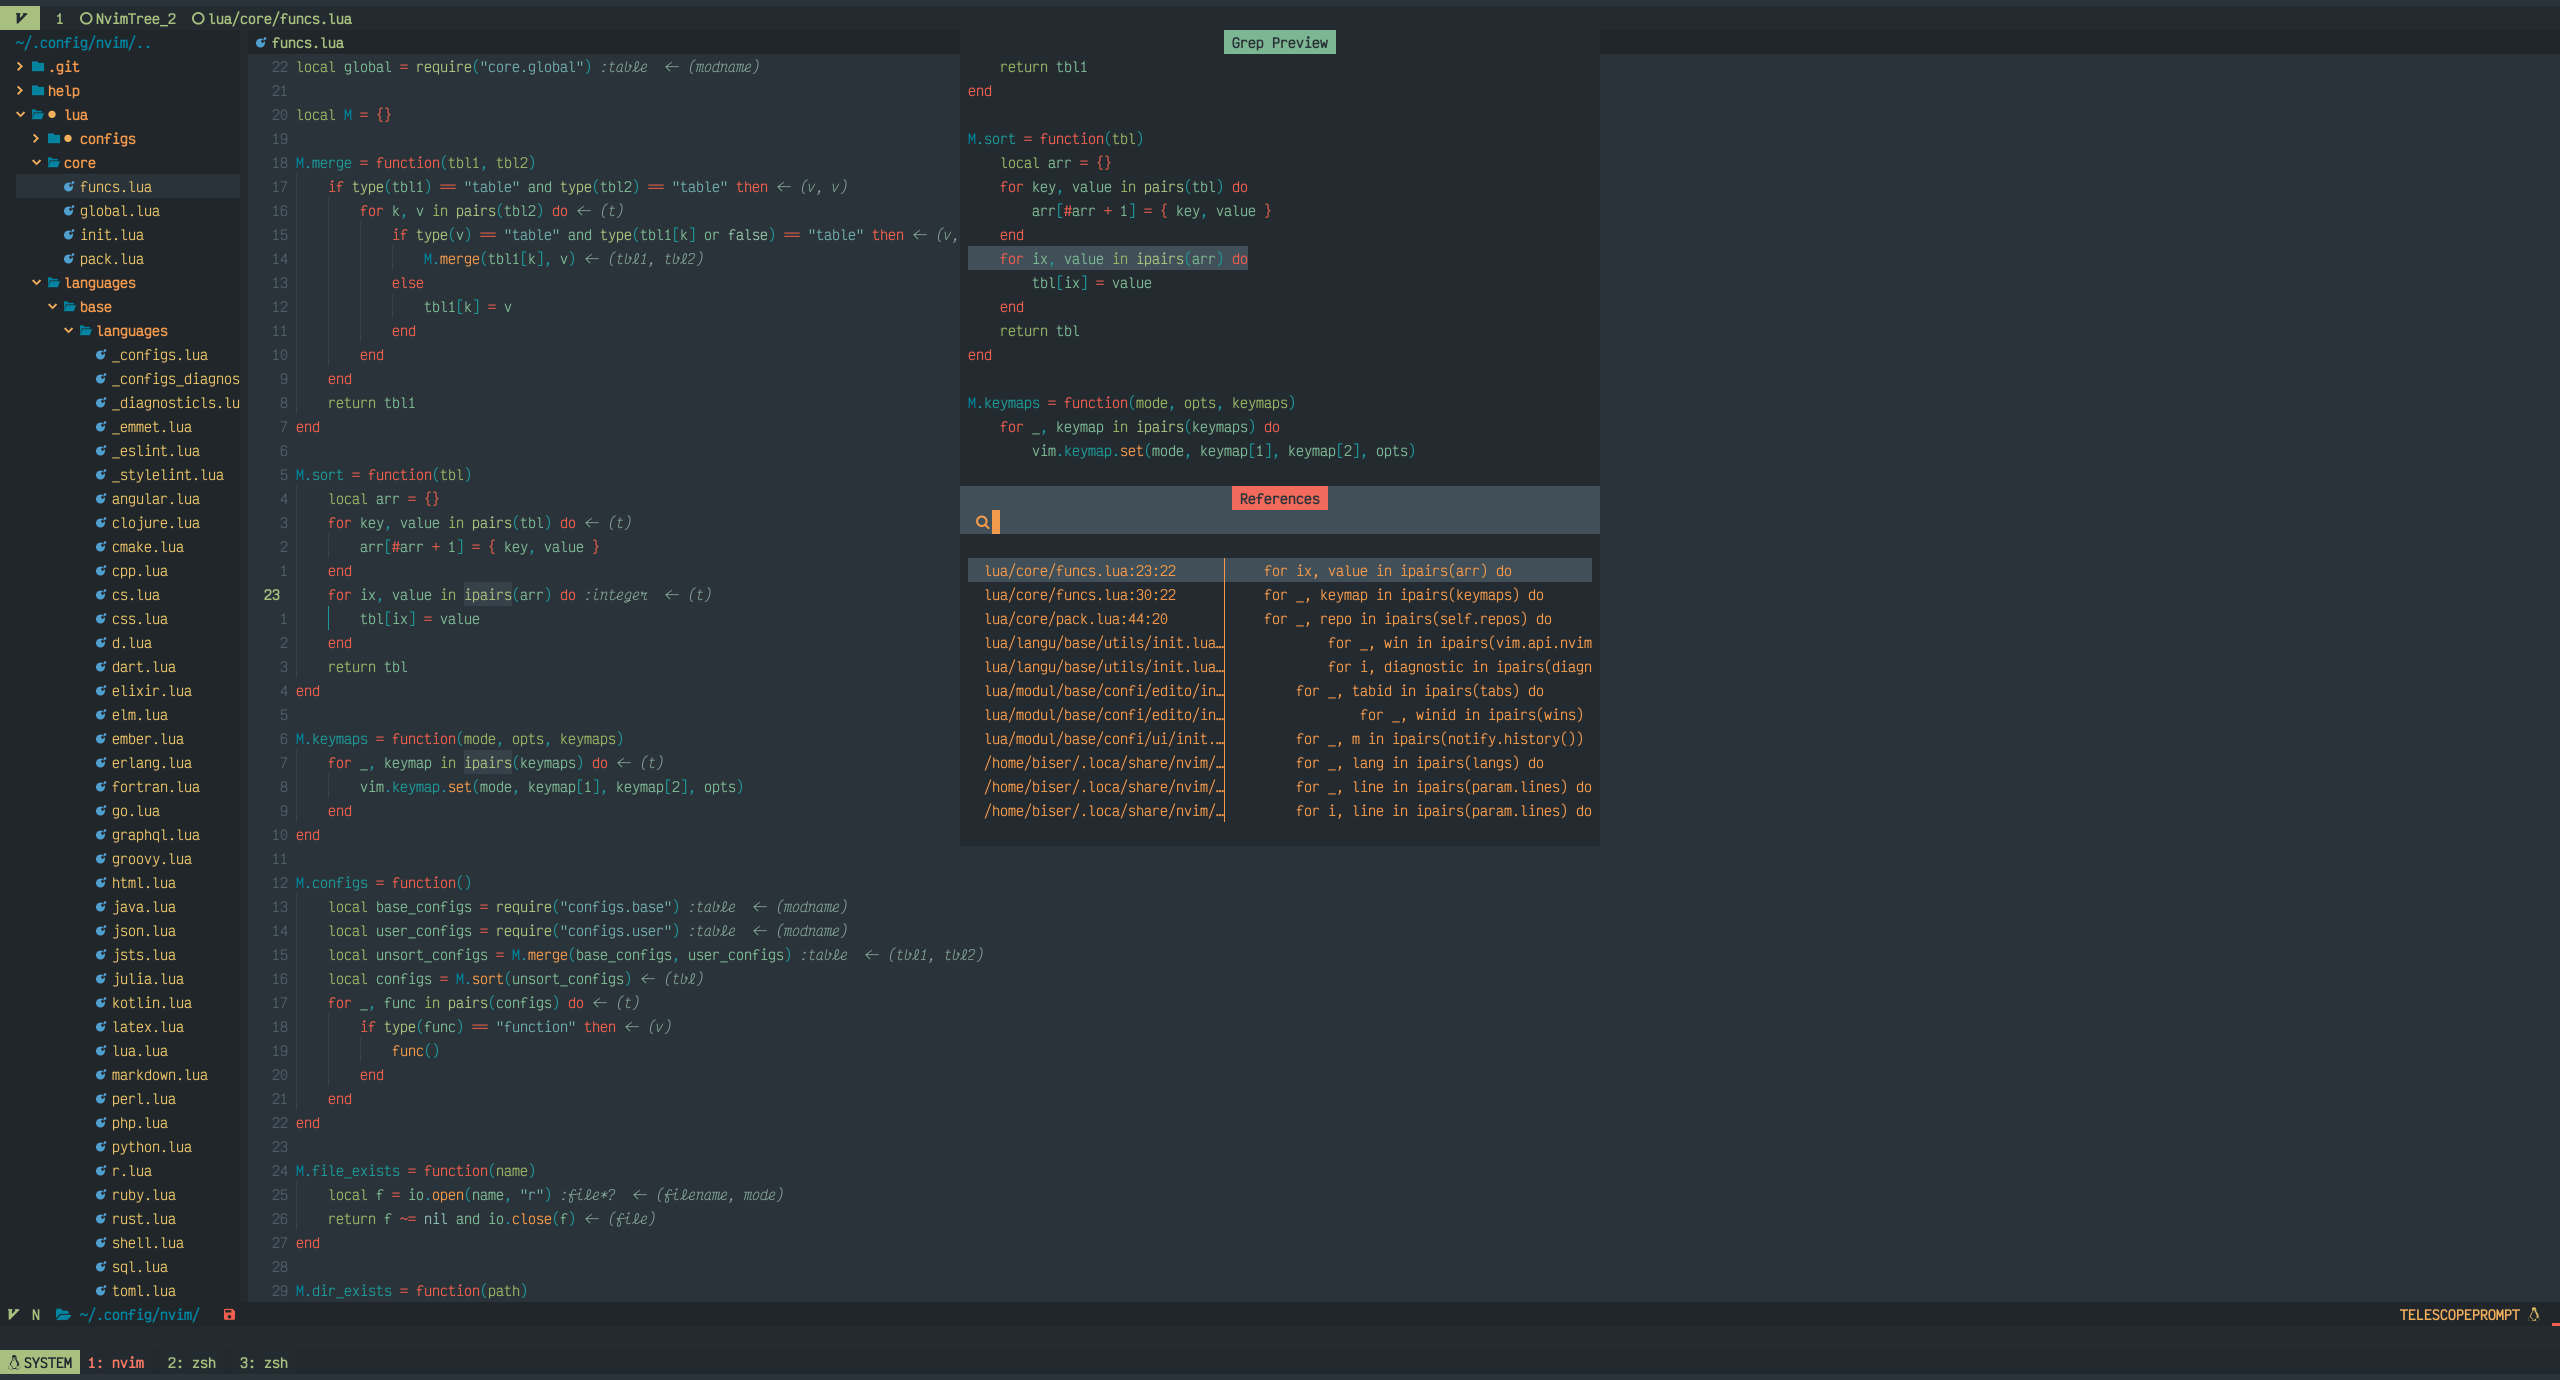 1 NvimTree_2 lua/core/funcs.lua
~/.config/nvim/..
.git
help
lua
configs
core
funcs.lua
global.lua
init.lua
pack.lua
languages
base
languages
_configs.lua
_configs_diagnos
_diagnosticls.lu
_emmet.lua
_eslint.lua
_stylelint.lua
angular.lua
clojure.lua
cmake.lua
cpp.lua
cs.lua
css.lua
d.lua
dart.lua
elixir.lua
elm.lua
ember.lua
erlang.lua
fortran.lua
go.lua
graphql.lua
groovy.lua
html.lua
java.lua
json.lua
jsts.lua
julia.lua
kotlin.lua
latex.lua
lua.lua
markdown.lua
perl.lua
php.lua
python.lua
r.lua
ruby.lua
rust.lua
shell.lua
sql.lua
toml.lua
funcs.lua
22 local global = require("core.global") :table <- (modname)
21
20 local M = {}
19
18 M.merge = function(tbl1, tbl2)
17 if type(tbl1) == "table" and type(tbl2) == "table" then <- (v, v)
16 for k, v in pairs(tbl2) do <- (t)
15 if type(v) == "table" and type(tbl1[k] or false) == "table" then <- (v,
14 M.merge(tbl1[k], v) <- (tbl1, tbl2)
13 else
12 tbl1[k] = v
11 end
10 end
9 end
8 return tbl1
7 end
6
5 M.sort = function(tbl)
4 local arr = {}
3 for key, value in pairs(tbl) do <- (t)
2 arr[#arr + 1] = { key, value }
1 end
23 for ix, value in ipairs(arr) do :integer <- (t)
1 tbl[ix] = value
2 end
3 return tbl
4 end
5
6 M.keymaps = function(mode, opts, keymaps)
7 for _, keymap in ipairs(keymaps) do <- (t)
8 vim.keymap.set(mode, keymap[1], keymap[2], opts)
9 end
10 end
11
12 M.configs = function()
13 local base_configs = require("configs.base") :table <- (modname)
14 local user_configs = require("configs.user") :table <- (modname)
15 local unsort_configs = M.merge(base_configs, user_configs) :table <- (tbl1, tbl2)
16 local configs = M.sort(unsort_configs) <- (tbl)
17 for _, func in pairs(configs) do <- (t)
18 if type(func) == "function" then <- (v)
19 func()
20 end
21 end
22 end
23
24 M.file_exists = function(name)
25 local f = io.open(name, "r") :file*? <- (filename, mode)
26 return f ~= nil and io.close(f) <- (file)
27 end
28
29 M.dir_exists = function(path)
Grep Preview
return tbl1
end
M.sort = function(tbl)
local arr = {}
for key, value in pairs(tbl) do
arr[#arr + 1] = { key, value }
end
for ix, value in ipairs(arr) do
tbl[ix] = value
end
return tbl
end
M.keymaps = function(mode, opts, keymaps)
for _, keymap in ipairs(keymaps) do
vim.keymap.set(mode, keymap[1], keymap[2], opts)
References
lua/core/funcs.lua:23:22 for ix, value in ipairs(arr) do
lua/core/funcs.lua:30:22 for _, keymap in ipairs(keymaps) do
lua/core/pack.lua:44:20 for _, repo in ipairs(self.repos) do
lua/langu/base/utils/init.lua… for _, win in ipairs(vim.api.nvim
lua/langu/base/utils/init.lua… for i, diagnostic in ipairs(diagn
lua/modul/base/confi/edito/in… for _, tabid in ipairs(tabs) do
lua/modul/base/confi/edito/in… for _, winid in ipairs(wins)
lua/modul/base/confi/ui/init.… for _, m in ipairs(notify.history())
/home/biser/.loca/share/nvim/… for _, lang in ipairs(langs) do
/home/biser/.loca/share/nvim/… for _, line in ipairs(param.lines) do
/home/biser/.loca/share/nvim/… for i, line in ipairs(param.lines) do
N ~/.config/nvim/ TELESCOPEPROMPT
SYSTEM 1: nvim 2: zsh 3: zsh